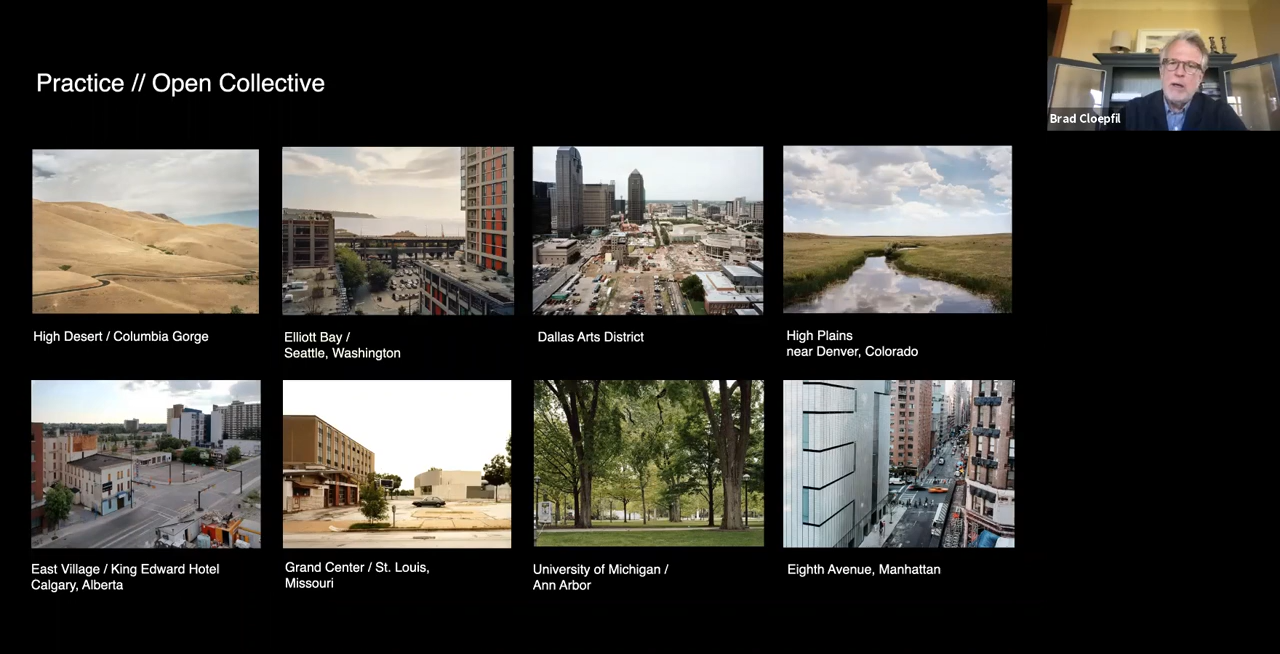 Practice // Open Collective
Brad Cloepfil
High Desert / Columbia Gorge
Elliott Bay /
Seattle, Washington
Dallas Arts District
High Plains
near Denver, Colorado
East Village / King Edward Hotel
Calgary, Alberta
Grand Center / St. Louis,
Missouri
University of Michigan /
Ann Arbor
Eighth Avenue, Manhattan